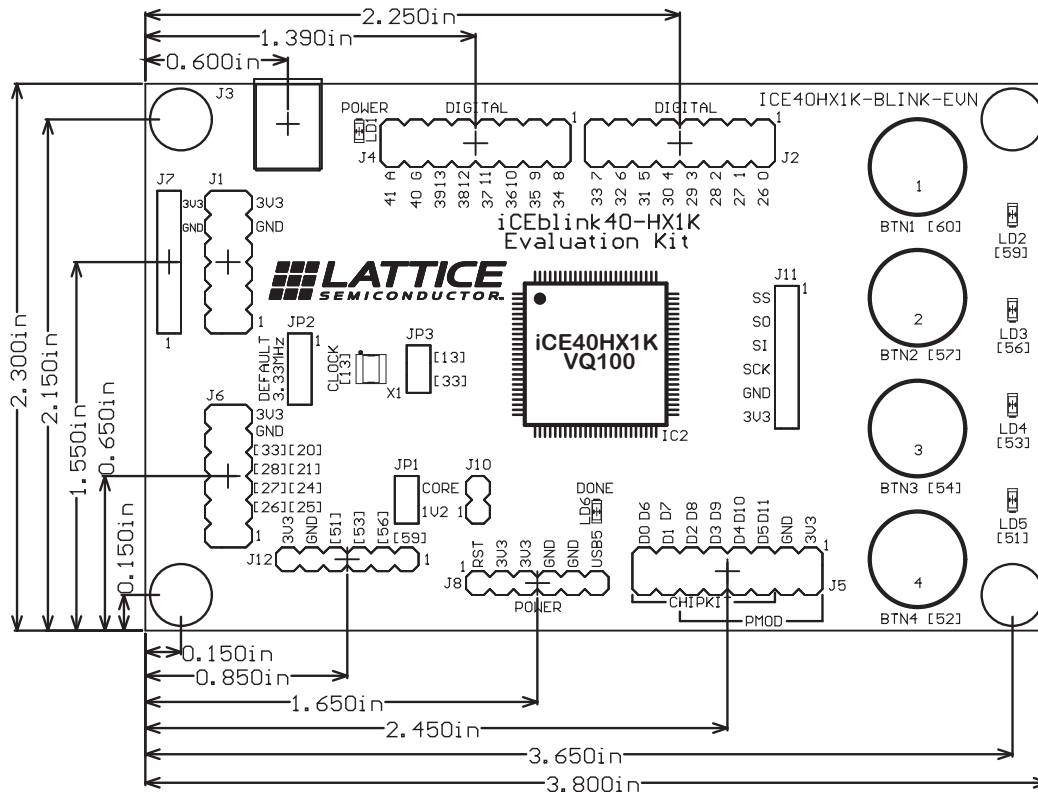 2.250in
1.390in
0.600in
J3
POWER
LD1
DIGITAL
DIGITAL
ICE40HX1K-BLINK-EVN
1
1
J4
J2
41 A
40 G
3913
3812
37 11
3610
35 9
34 8
33 7
32 6
31 5
30 4
29 3
28 2
27 1
26 0
iCEblink40-HX1K
Evaluation Kit
1
BTN1 [60]
LD2
[59]
J7
J1
3V3
GND
3V3
GND
1
1
LATTICE
SEMICONDUCTOR
J11
1
SS
SO
SI
SCK
GND
3V3
iCE40HX1K
VQ100
IC2
2
BTN2 [57]
LD3
[56]
JP2
1
DEFAULT
3.33MHz
CLOCK
[13]
X1
JP3
[13]
[33]
2.300in
2.150in
1.550in
0.650in
0.150in
J6
3V3
GND
[33][20]
[28][21]
[27][24]
[26][25]
1
3
BTN3 [54]
LD4
[53]
JP1
CORE
1V2
J10
1
DONE
LD6
LD5
[51]
J12
3V3
GND
[51]
[53]
[56]
[59]
1
J8
1
RST
3V3
3V3
GND
GND
USB5
POWER
D0 D6
D1 D7
D2 D8
D3 D9
D4 D10
D5 D11
GND
3V3
1
J5
CHIPKIT
PMOD
4
BTN4 [52]
0.150in
0.850in
1.650in
2.450in
3.650in
3.800in